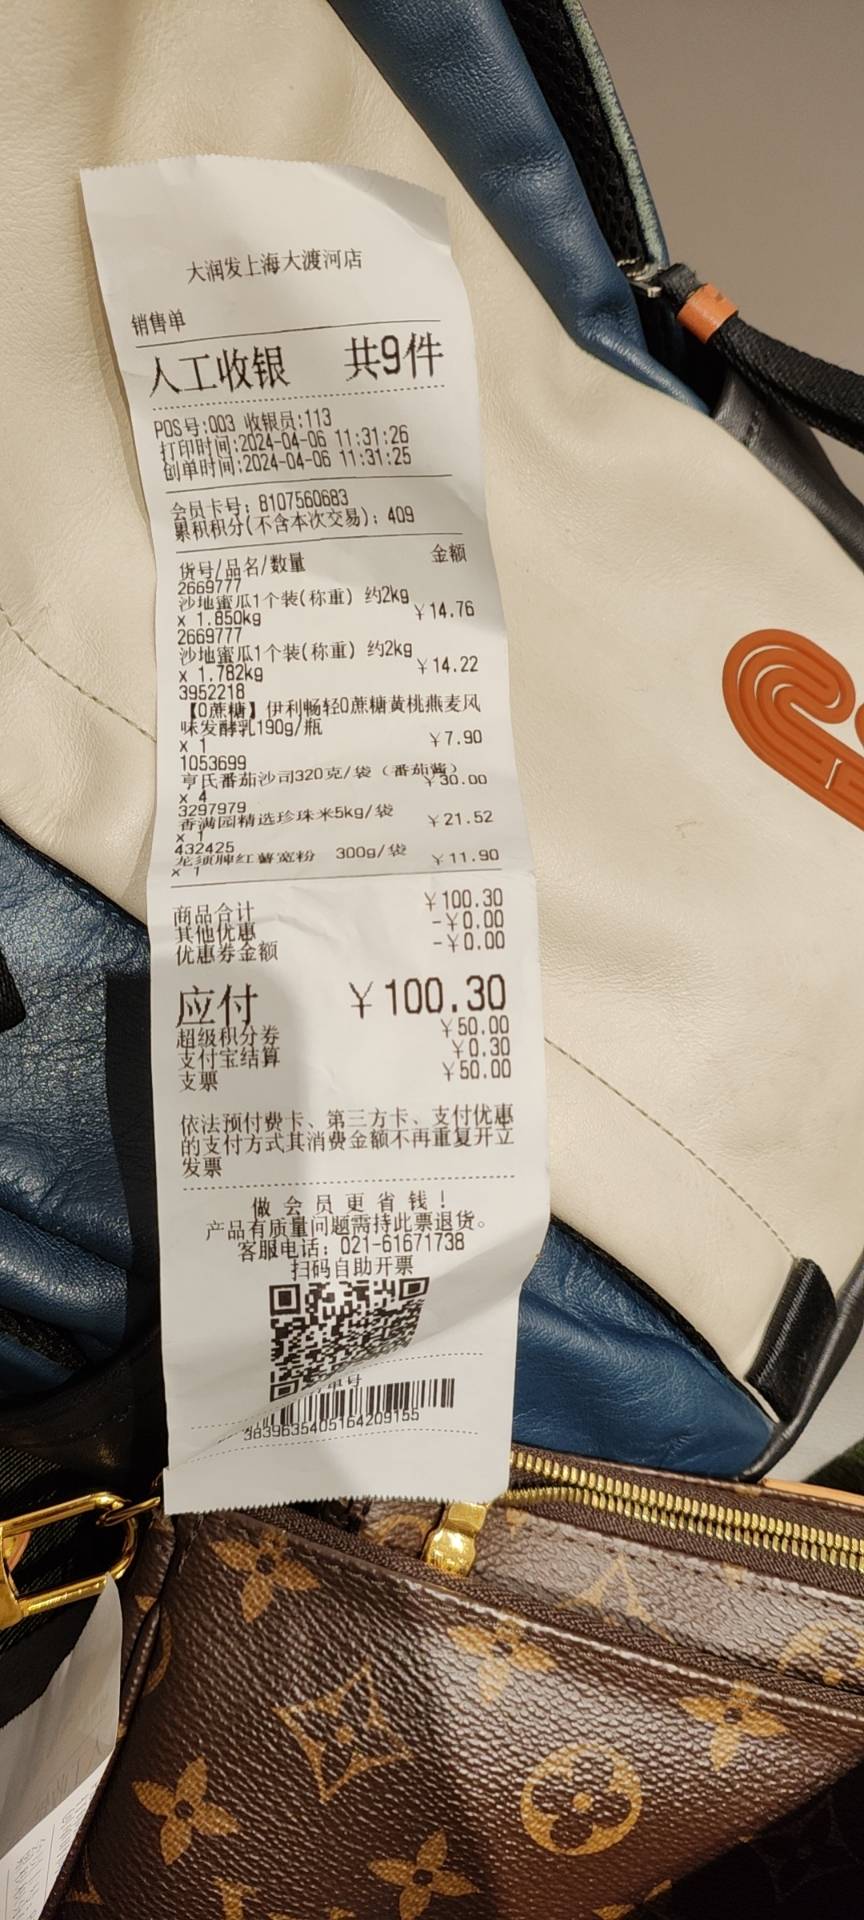 大润发上海大渡河店
销售单
人工收银 共9件
POS号:003 收银员:113
打印时间:2024-04-06 11:31:26
创单时间:2024-04-06 11:31:25
会员卡号：8107560683
累积积分(不含本次交易)：409
货号/品名/数量 金额
2669777
沙地蜜瓜1个装(称重) 约2kg
x 1.850kg ￥14.76
2669777
沙地蜜瓜1个装(称重) 约2kg
x 1.782kg ￥14.22
3952218
【0蔗糖】伊利畅轻0蔗糖黄桃燕麦风
味发酵乳190g/瓶
x 1 ￥7.90
1053699
亨氏番茄沙司320克/袋（番茄酱）
x 4 ￥30.00
3297979
香满园精选珍珠米5kg/袋
x 1 ￥21.52
432425
龙须牌红薯宽粉 300g/袋
x 1 ￥11.90
商品合计 ￥100.30
其他优惠 -￥0.00
优惠券金额 -￥0.00
应付 ￥100.30
超级积分券 ￥50.00
支付宝结算 ￥0.30
支票 ￥50.00
依法预付费卡、第三方卡、支付优惠
的支付方式其消费金额不再重复开立
发票
做会员更省钱！
产品有质量问题需持此票退货。
客服电话：021-61671738
扫码自助开票
3839635405164209155